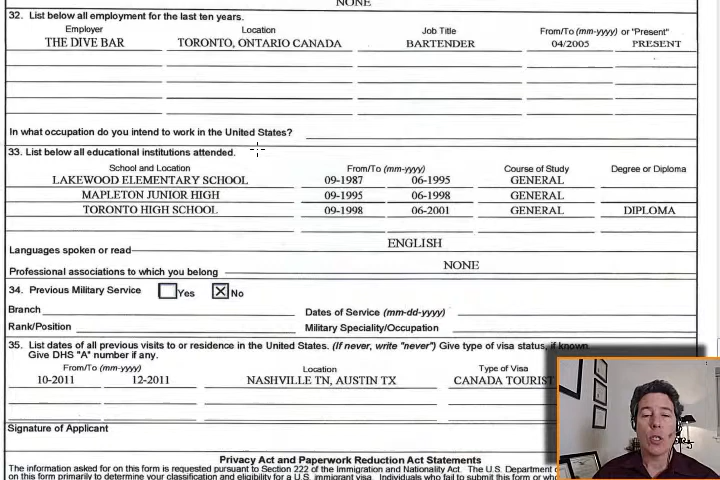 NONE
32. List below all employment for the last ten years.
Employer Location Job Title From/To (mm-yyyy) or "Present"
THE DIVE BAR TORONTO, ONTARIO CANADA BARTENDER 04/2005 PRESENT
In what occupation do you intend to work in the United States?
33. List below all educational institutions attended.
School and Location From/To (mm-yyyy) Course of Study Degree or Diploma
LAKEWOOD ELEMENTARY SCHOOL 09-1987 06-1995 GENERAL
MAPLETON JUNIOR HIGH 09-1995 06-1998 GENERAL
TORONTO HIGH SCHOOL 09-1998 06-2001 GENERAL DIPLOMA
Languages spoken or read ENGLISH
Professional associations to which you belong NONE
34. Previous Military Service Yes No
Branch Dates of Service (mm-dd-yyyy)
Rank/Position Military Speciality/Occupation
35. List dates of all previous visits to or residence in the United States. (If never, write "never") Give type of visa status, if known.
Give DHS "A" number if any.
From/To (mm-yyyy) Location Type of Visa
10-2011 12-2011 NASHVILLE TN, AUSTIN TX CANADA TOURIST
Signature of Applicant
Privacy Act and Paperwork Reduction Act Statements
The information asked for on this form is requested pursuant to Section 222 of the Immigration and Nationality Act. The U.S. Department
on this form primarily to determine your classification and eligibility for a U.S. immigrant visa. Individuals who fail to submit this form or who